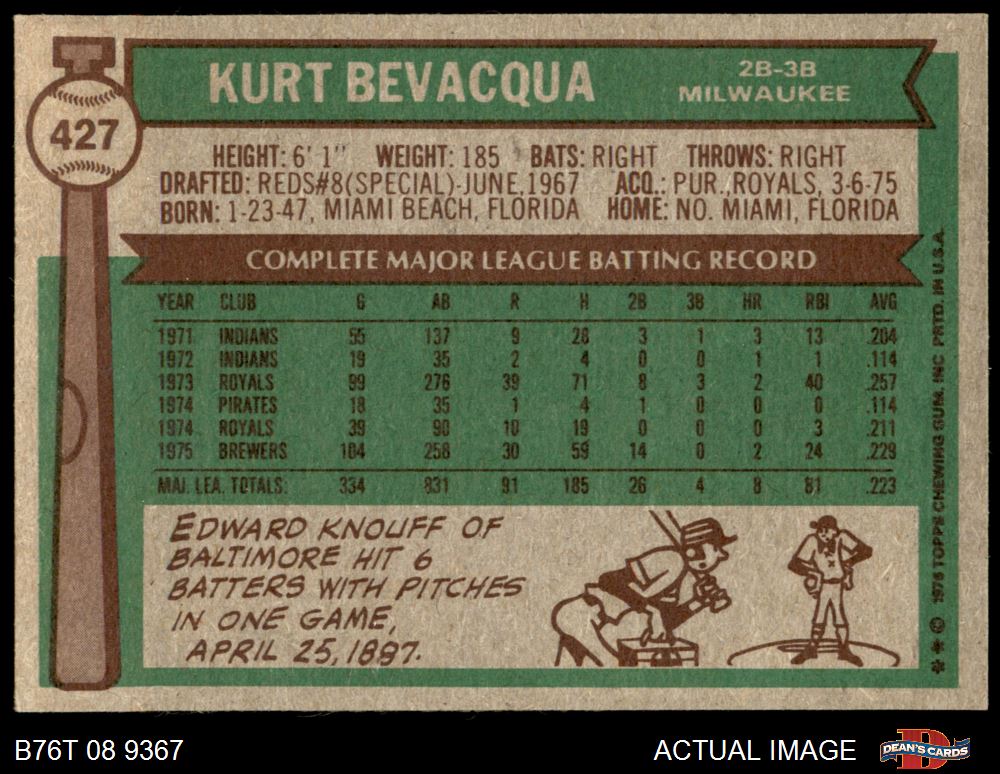 427
KURT BEVACQUA
2B-3B
MILWAUKEE
HEIGHT: 6' 1" WEIGHT: 185 BATS: RIGHT THROWS: RIGHT
DRAFTED: REDS#8(SPECIAL)-JUNE,1967 ACQ.: PUR.,ROYALS, 3-6-75
BORN: 1-23-47, MIAMI BEACH, FLORIDA HOME: NO. MIAMI, FLORIDA
COMPLETE MAJOR LEAGUE BATTING RECORD
YEAR CLUB G AB R H 2B 3B HR RBI AVG
1971 INDIANS 55 137 9 28 3 1 3 13 .204
1972 INDIANS 19 35 2 4 0 0 1 1 .114
1973 ROYALS 99 276 39 71 8 3 2 40 .257
1974 PIRATES 18 35 1 4 1 0 0 0 .114
1974 ROYALS 39 90 10 19 0 0 0 3 .211
1975 BREWERS 104 258 30 59 14 0 2 24 .229
MAJ. LEA. TOTALS: 334 831 91 185 26 4 8 81 .223
EDWARD KNOUFF OF
BALTIMORE HIT 6
BATTERS WITH PITCHES
IN ONE GAME,
APRIL 25, 1887.
** © 1976 TOPPS CHEWING GUM, INC PRTD. IN U.S.A.
B76T 08 9367
ACTUAL IMAGE
DEAN'S CARDS